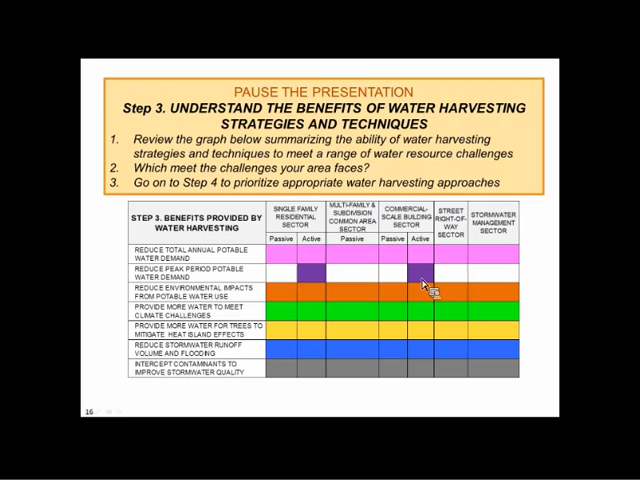 PAUSE THE PRESENTATION
Step 3. UNDERSTAND THE BENEFITS OF WATER HARVESTING
STRATEGIES AND TECHNIQUES
1. Review the graph below summarizing the ability of water harvesting
strategies and techniques to meet a range of water resource challenges
2. Which meet the challenges your area faces?
3. Go on to Step 4 to prioritize appropriate water harvesting approaches
STEP 3. BENEFITS PROVIDED BY
WATER HARVESTING
SINGLE FAMILY
RESIDENTIAL
SECTOR
MULTI-FAMILY &
SUBDIVISION
COMMON AREA
SECTOR
COMMERCIAL-
SCALE BUILDING
SECTOR
STREET
RIGHT-OF-
WAY
SECTOR
STORMWATER
MANAGEMENT
SECTOR
Passive Active Passive Passive Active
REDUCE TOTAL ANNUAL POTABLE
WATER DEMAND
REDUCE PEAK PERIOD POTABLE
WATER DEMAND
REDUCE ENVIRONMENTAL IMPACTS
FROM POTABLE WATER USE
PROVIDE MORE WATER TO MEET
CLIMATE CHALLENGES
PROVIDE MORE WATER FOR TREES TO
MITIGATE HEAT ISLAND EFFECTS
REDUCE STORMWATER RUNOFF
VOLUME AND FLOODING
INTERCEPT CONTAMINANTS TO
IMPROVE STORMWATER QUALITY
16